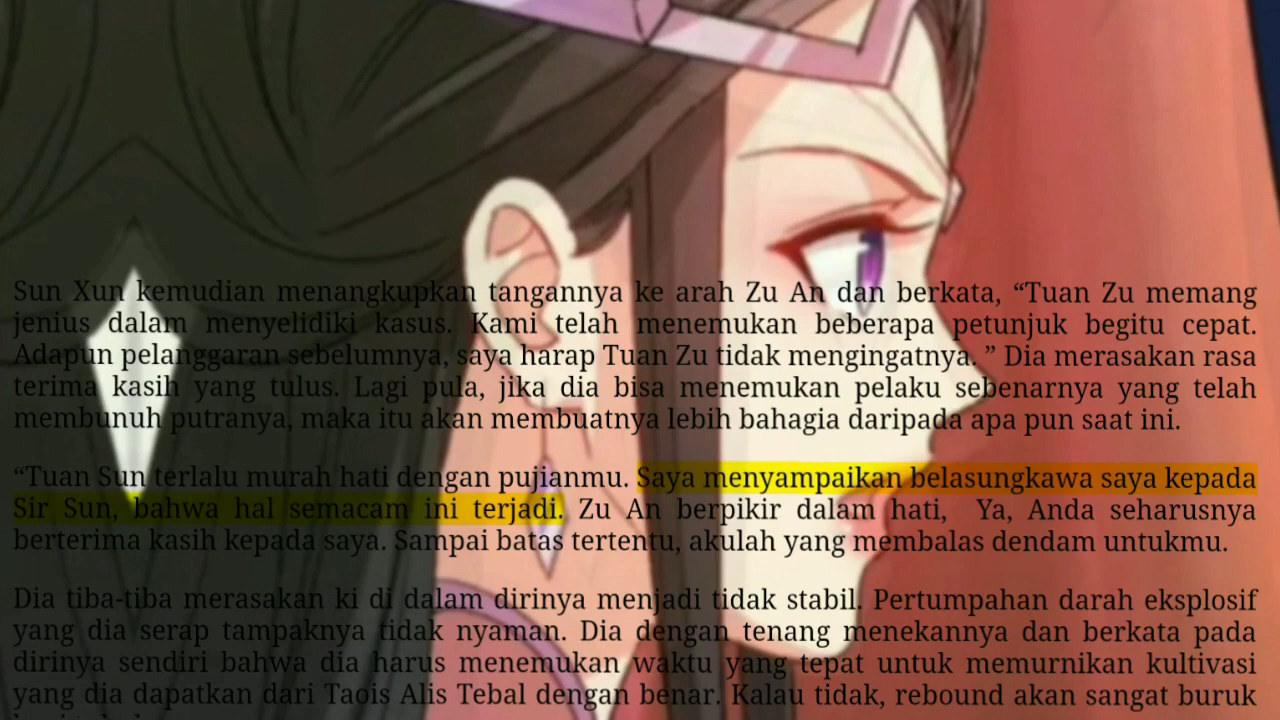 Sun Xun kemudian menangkupkan tangannya ke arah Zu An dan berkata, “Tuan Zu memang
jenius dalam menyelidiki kasus. Kami telah menemukan beberapa petunjuk begitu cepat.
Adapun pelanggaran sebelumnya, saya harap Tuan Zu tidak mengingatnya. ” Dia merasakan rasa
terima kasih yang tulus. Lagi pula, jika dia bisa menemukan pelaku sebenarnya yang telah
membunuh putranya, maka itu akan membuatnya lebih bahagia daripada apa pun saat ini.
“Tuan Sun terlalu murah hati dengan pujianmu. Saya menyampaikan belasungkawa saya kepada
Sir Sun, bahwa hal semacam ini terjadi. Zu An berpikir dalam hati, Ya, Anda seharusnya
berterima kasih kepada saya. Sampai batas tertentu, akulah yang membalas dendam untukmu.
Dia tiba-tiba merasakan ki di dalam dirinya menjadi tidak stabil. Pertumpahan darah eksplosif
yang dia serap tampaknya tidak nyaman. Dia dengan tenang menekannya dan berkata pada
dirinya sendiri bahwa dia harus menemukan waktu yang tepat untuk memurnikan kultivasi
yang dia dapatkan dari Taois Alis Tebal dengan benar. Kalau tidak, rebound akan sangat buruk